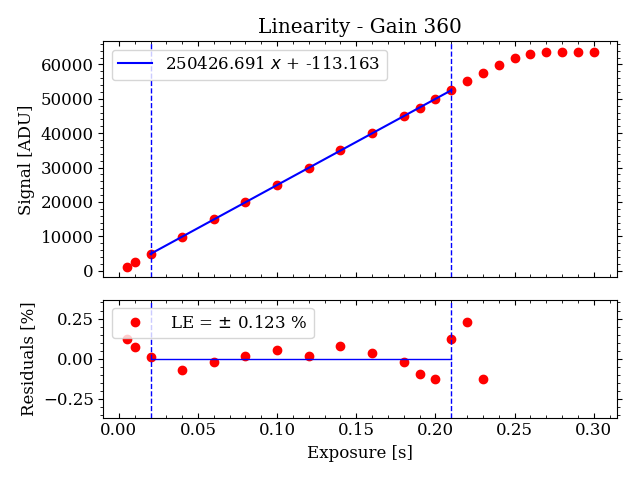 Linearity - Gain 360
250426.691 x + -113.163
Signal [ADU]
60000
50000
40000
30000
20000
10000
0
LE = ± 0.123 %
Residuals [%]
0.25
0.00
−0.25
0.00 0.05 0.10 0.15 0.20 0.25 0.30
Exposure [s]